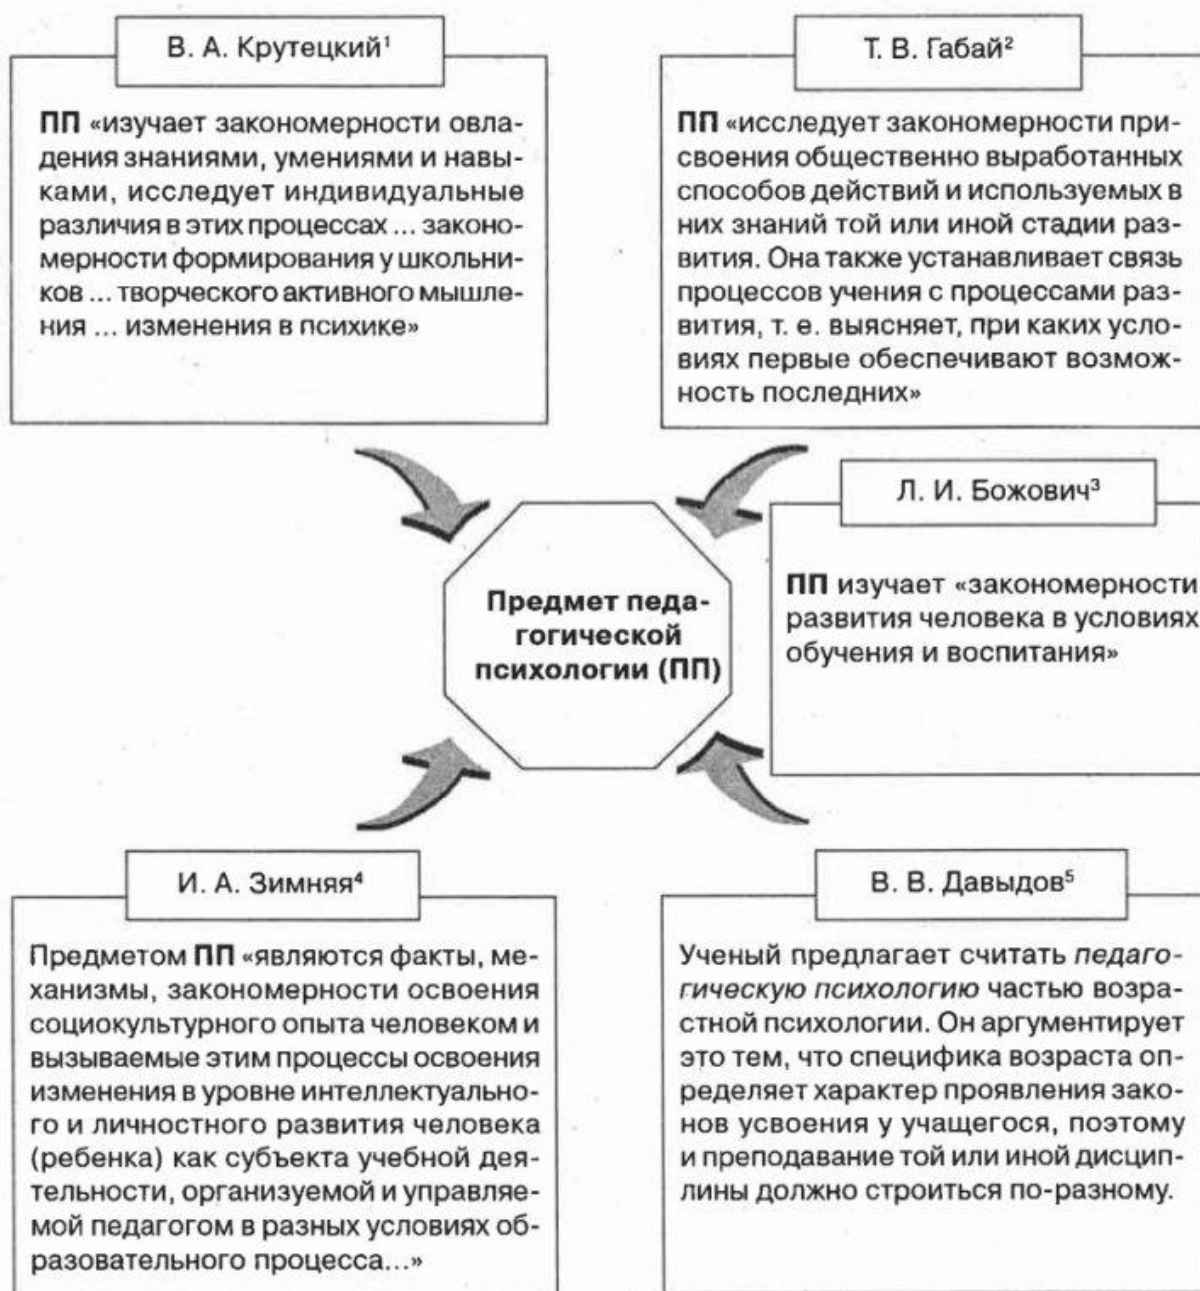 В. А. Крутецкий¹
ПП «изучает закономерности овла-
дения знаниями, умениями и навы-
ками, исследует индивидуальные
различия в этих процессах ... законо-
мерности формирования у школьни-
ков ... творческого активного мышле-
ния ... изменения в психике»
Т. В. Габай²
ПП «исследует закономерности при-
своения общественно выработанных
способов действий и используемых в
них знаний той или иной стадии раз-
вития. Она также устанавливает связь
процессов учения с процессами раз-
вития, т. е. выясняет, при каких усло-
виях первые обеспечивают возмож-
ность последних»
Л. И. Божович³
ПП изучает «закономерности
развития человека в условиях
обучения и воспитания»
Предмет педа-
гогической
психологии (ПП)
И. А. Зимняя⁴
Предметом ПП «являются факты, ме-
ханизмы, закономерности освоения
социокультурного опыта человеком и
вызываемые этим процессы освоения
изменения в уровне интеллектуально-
го и личностного развития человека
(ребенка) как субъекта учебной дея-
тельности, организуемой и управляе-
мой педагогом в разных условиях об-
разовательного процесса...»
В. В. Давыдов⁵
Ученый предлагает считать педаго-
гическую психологию частью возра-
стной психологии. Он аргументирует
это тем, что специфика возраста оп-
ределяет характер проявления зако-
нов усвоения у учащегося, поэтому
и преподавание той или иной дисцип-
лины должно строиться по-разному.